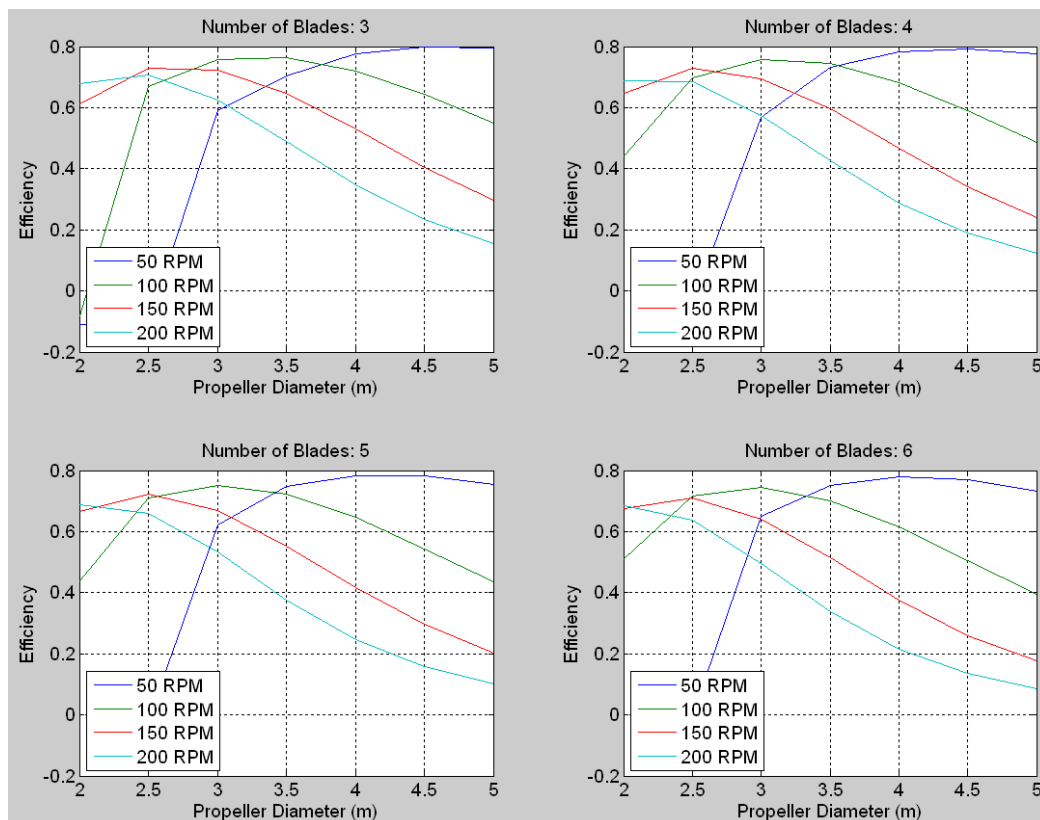 Number of Blades: 3
0.8
0.6
0.4
0.2
0
-0.2
Efficiency
50 RPM
100 RPM
150 RPM
200 RPM
2 2.5 3 3.5 4 4.5 5
Propeller Diameter (m)
Number of Blades: 4
0.8
0.6
0.4
0.2
0
-0.2
Efficiency
50 RPM
100 RPM
150 RPM
200 RPM
2 2.5 3 3.5 4 4.5 5
Propeller Diameter (m)
Number of Blades: 5
0.8
0.6
0.4
0.2
0
-0.2
Efficiency
50 RPM
100 RPM
150 RPM
200 RPM
2 2.5 3 3.5 4 4.5 5
Propeller Diameter (m)
Number of Blades: 6
0.8
0.6
0.4
0.2
0
-0.2
Efficiency
50 RPM
100 RPM
150 RPM
200 RPM
2 2.5 3 3.5 4 4.5 5
Propeller Diameter (m)